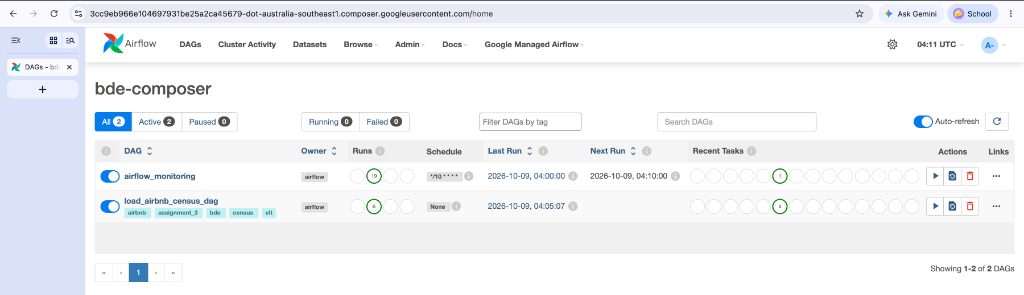 3cc9eb966e104697931be25a2ca45679-dot-australia-southeast1.composer.googleusercontent.com/home
Ask Gemini
School
DAGs - bd
Airflow
DAGs
Cluster Activity
Datasets
Browse
Admin
Docs
Google Managed Airflow
04:11 UTC
A-
bde-composer
All 2 Active 2 Paused 0
Running 0 Failed 0
Filter DAGs by tag
Search DAGs
Auto-refresh
DAG Owner Runs Schedule Last Run Next Run Recent Tasks Actions Links
airflow_monitoring airflow 19 */10 * * * * 2026-10-09, 04:00:00 2026-10-09, 04:10:00 1
load_airbnb_census_dag
airbnb assignment_3 bde census elt airflow 6 None 2026-10-09, 04:05:07 4
« ‹ 1 › »
Showing 1-2 of 2 DAGs